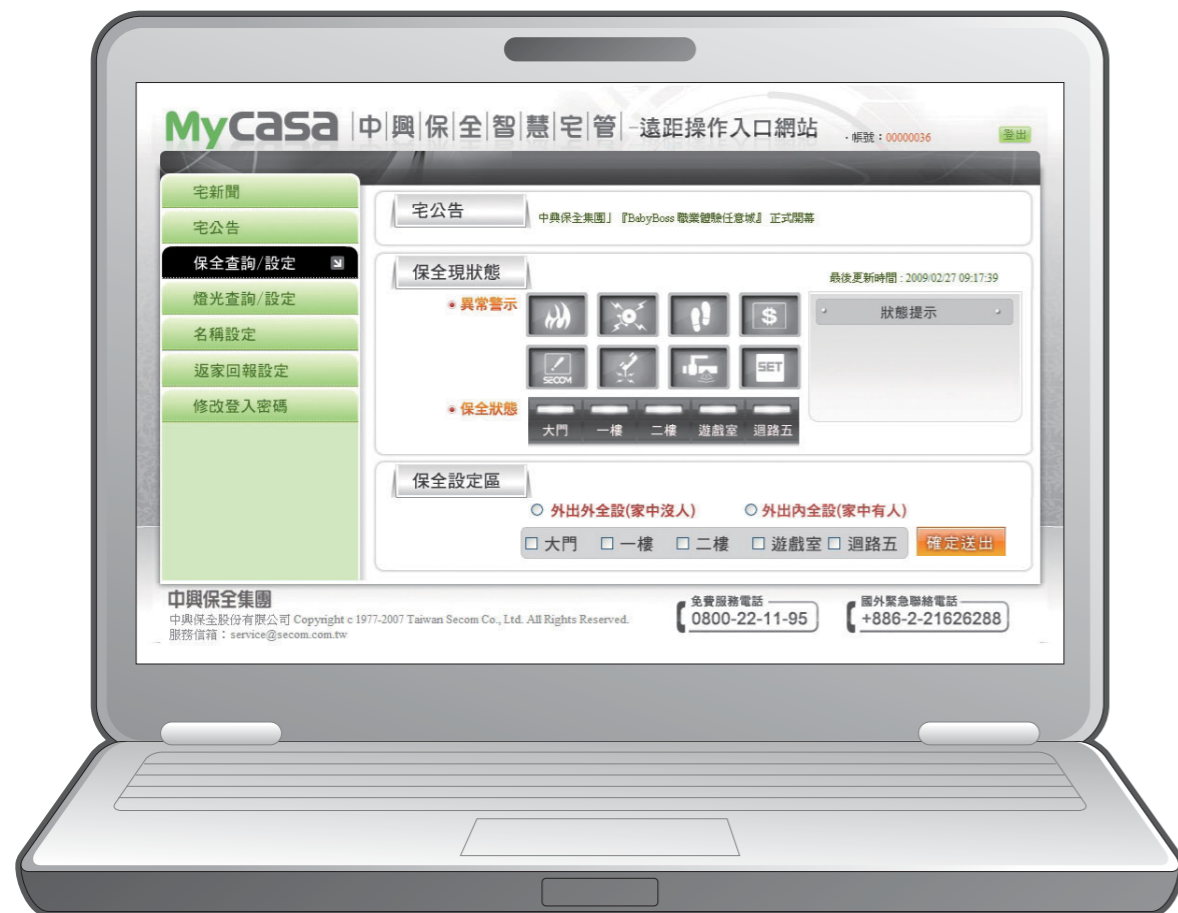 MyCasa 中興保全智慧宅管-遠距操作入口網站
・帳號:00000036
登出
宅新聞
宅公告
保全查詢/設定
燈光查詢/設定
名稱設定
返家回報設定
修改登入密碼
宅公告
中興保全集團」『BabyBoss 職業體驗任意城』正式開幕
保全現狀態
最後更新時間 : 2009/02/27 09:17:39
異常警示
$
SECOM
SET
狀態提示
保全狀態
大門 一樓 二樓 遊戲室 迴路五
保全設定區
外出外全設(家中沒人) 外出內全設(家中有人)
大門 一樓 二樓 遊戲室 迴路五 確定送出
中興保全集團
中興保全股份有限公司 Copyright c 1977-2007 Taiwan Secom Co., Ltd. All Rights Reserved.
服務信箱:service@secom.com.tw
免費服務電話
0800-22-11-95
國外緊急聯絡電話
+886-2-21626288